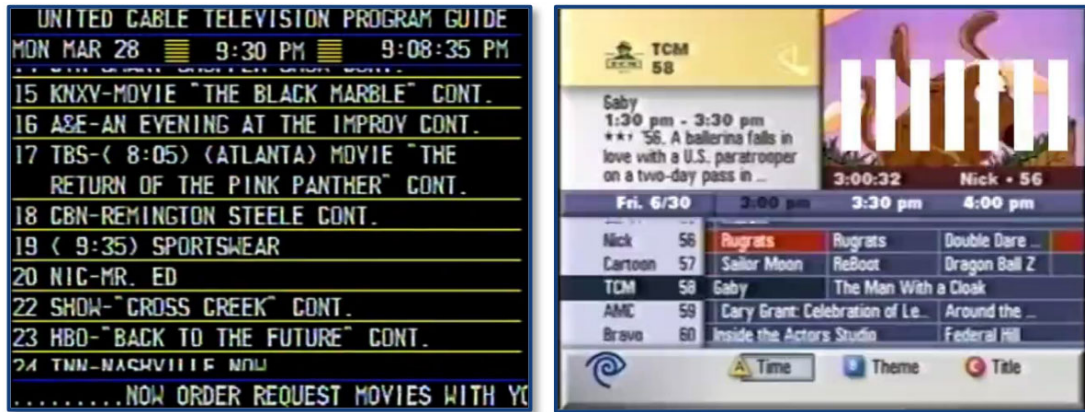 UNITED CABLE TELEVISION PROGRAM GUIDE
MON MAR 28 9:30 PM 9:08:35 PM
15 KNXV-MOVIE "THE BLACK MARBLE" CONT.
16 A&E-AN EVENING AT THE IMPROV CONT.
17 TBS-( 8:05) (ATLANTA) MOVIE "THE
RETURN OF THE PINK PANTHER" CONT.
18 CBN-REMINGTON STEELE CONT.
19 ( 9:35) SPORTSWEAR
20 NIC-MR. ED
22 SHOW-"CROSS CREEK" CONT.
23 HBO-"BACK TO THE FUTURE" CONT.
24 TNN-NASHVILLE NOW
.........NOW ORDER REQUEST MOVIES WITH YO
TCM
58
Gaby
1:30 pm - 3:30 pm
★★+ '56. A ballerina falls in
love with a U.S. paratrooper
on a two-day pass in ...
3:00:32 Nick • 56
Fri. 6/30 3:00 pm 3:30 pm 4:00 pm
Nick 56 Rugrats Rugrats Double Dare ...
Cartoon 57 Sailor Moon ReBoot Dragon Ball Z
TCM 58 Gaby The Man With a Cloak
AMC 59 Cary Grant: Celebration of Le... Around the ...
Bravo 60 Inside the Actors Studio Federal Hill
A Time B Theme C Title